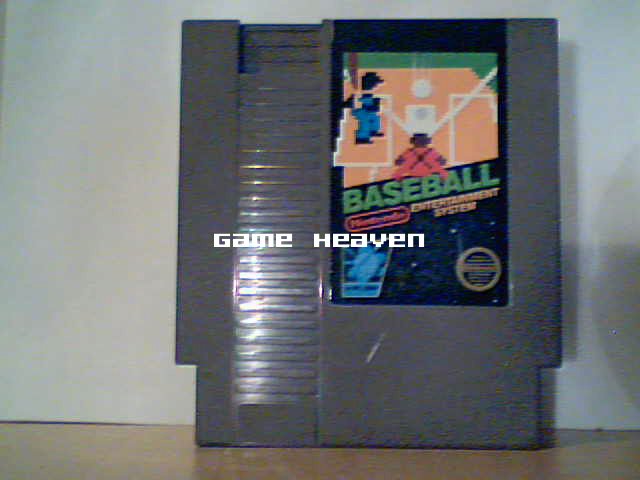 BASEBALL
Nintendo
ENTERTAINMENT
SYSTEM
Game Heaven